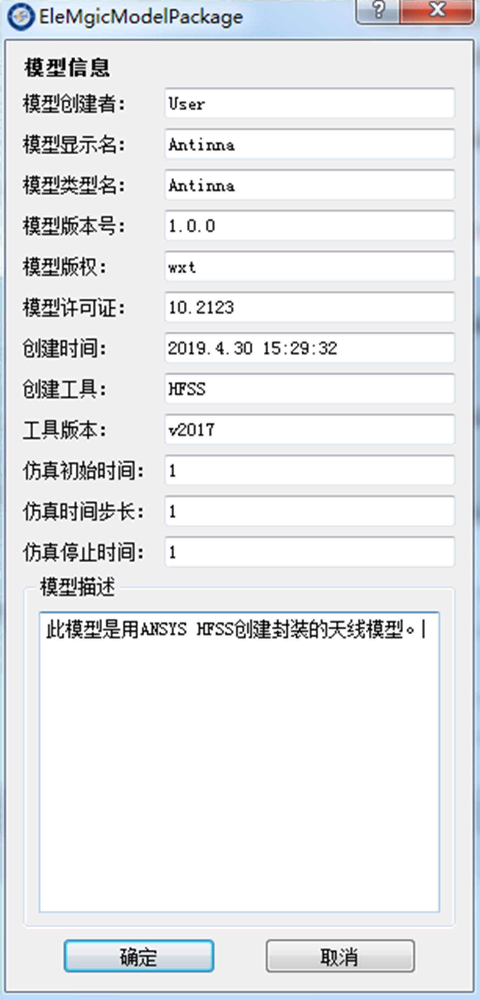 EleMgicModelPackage
模型信息
模型创建者: User
模型显示名: Antinna
模型类型名: Antinna
模型版本号: 1.0.0
模型版权: wxt
模型许可证: 10.2123
创建时间: 2019.4.30 15:29:32
创建工具: HFSS
工具版本: v2017
仿真初始时间: 1
仿真时间步长: 1
仿真停止时间: 1
模型描述
此模型是用ANSYS HFSS创建封装的天线模型。
确定 取消